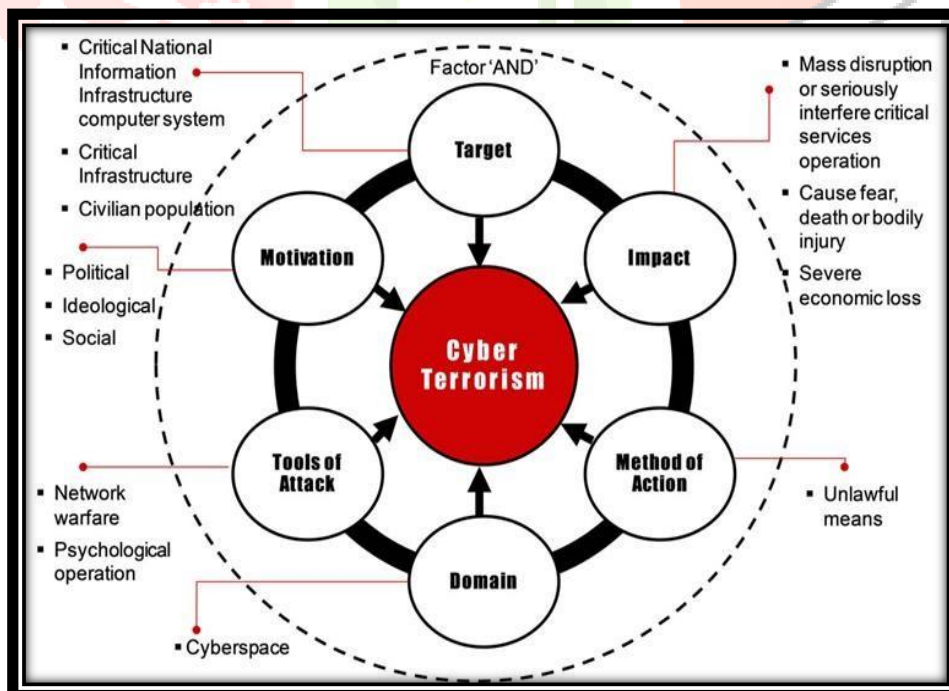 Factor 'AND'
▪ Critical National
Information
Infrastructure
computer system
▪ Critical
Infrastructure
▪ Civilian population
Target
▪ Mass disruption
or seriously
interfere critical
services
operation
▪ Cause fear,
death or bodily
injury
▪ Severe
economic loss
Motivation
▪ Political
▪ Ideological
▪ Social
Impact
Cyber
Terrorism
Tools of
Attack
▪ Network
warfare
▪ Psychological
operation
Method of
Action
▪ Unlawful
means
Domain
▪ Cyberspace